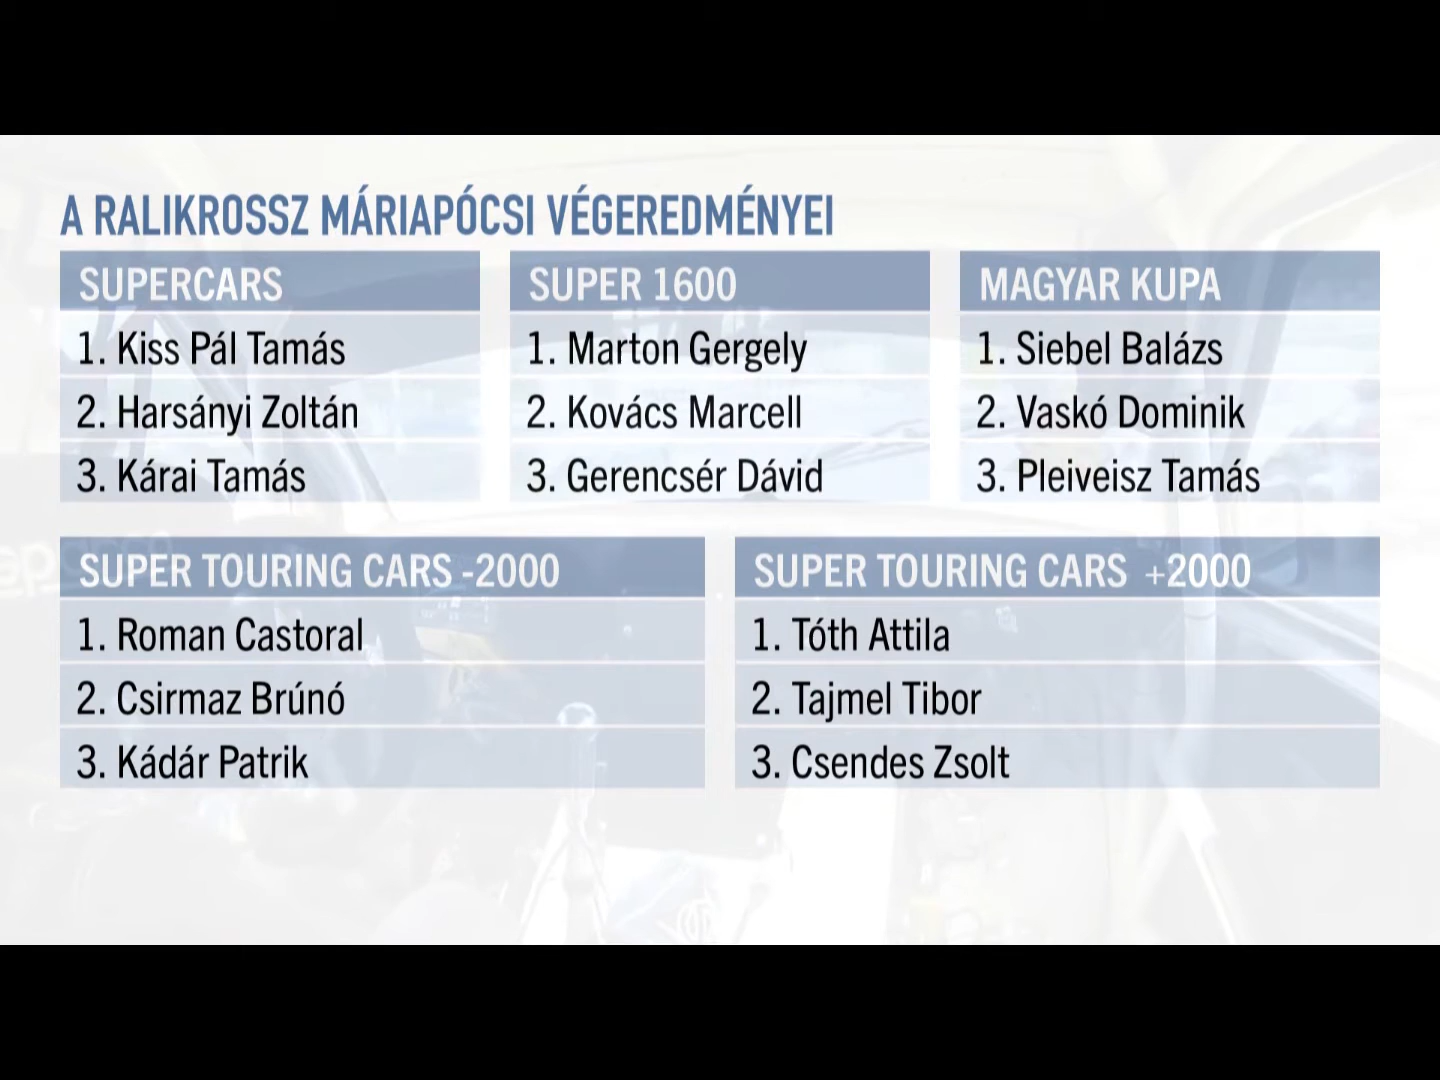 A RALIKROSSZ MÁRIAPÓCSI VÉGEREDMÉNYEI
SUPERCARS
1. Kiss Pál Tamás
2. Harsányi Zoltán
3. Kárai Tamás
SUPER 1600
1. Marton Gergely
2. Kovács Marcell
3. Gerencsér Dávid
MAGYAR KUPA
1. Siebel Balázs
2. Vaskó Dominik
3. Pleiveisz Tamás
SUPER TOURING CARS -2000
1. Roman Castoral
2. Csirmaz Brúnó
3. Kádár Patrik
SUPER TOURING CARS +2000
1. Tóth Attila
2. Tajmel Tibor
3. Csendes Zsolt